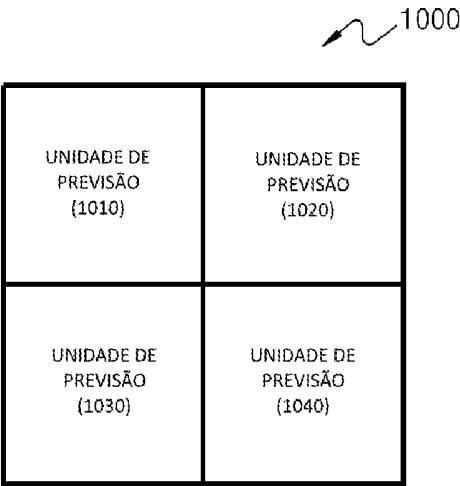 1000
UNIDADE DE
PREVISÃO
(1010)
UNIDADE DE
PREVISÃO
(1020)
UNIDADE DE
PREVISÃO
(1030)
UNIDADE DE
PREVISÃO
(1040)